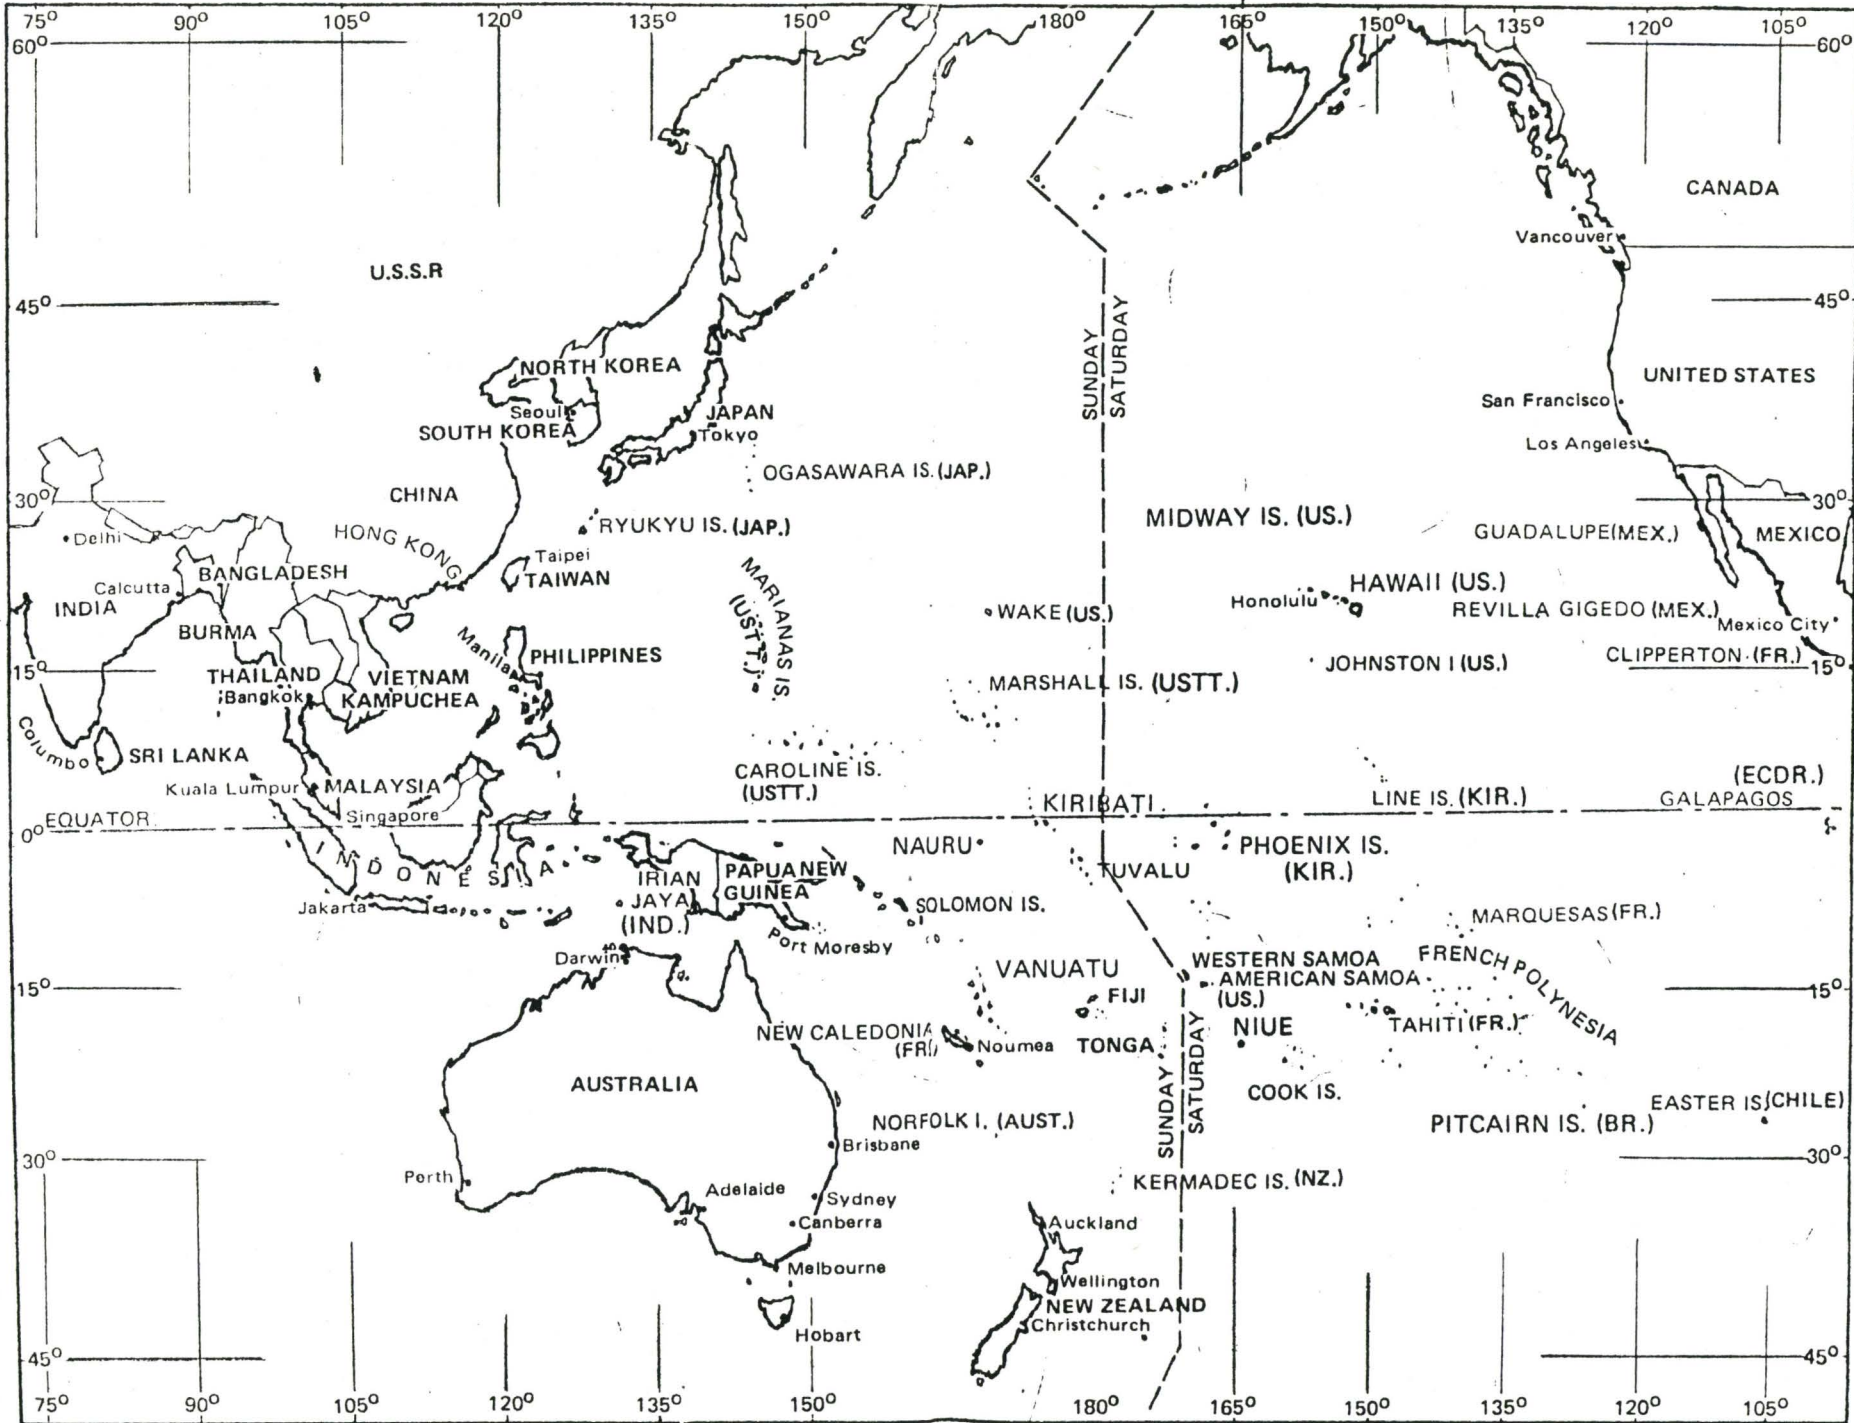 75° 90° 105° 120° 135° 150° 180° 165° 150° 135° 120° 105°
60° 60°
CANADA
Vancouver
U.S.S.R
45° 45°
SUNDAY
SATURDAY
NORTH KOREA
UNITED STATES
Seoul
JAPAN
San Francisco
SOUTH KOREA
Tokyo
Los Angeles
OGASAWARA IS. (JAP.)
CHINA
30° 30°
MIDWAY IS. (US.)
RYUKYU IS. (JAP.)
HONG KONG
GUADALUPE (MEX.)
MEXICO
Delhi
Taipei
TAIWAN
BANGLADESH
Calcutta
INDIA
MARIANAS IS.
(USTT.)
HAWAII (US.)
Honolulu
WAKE (US.)
REVILLA GIGEDO (MEX.)
Mexico City
BURMA
Manila
PHILIPPINES
CLIPPERTON (FR.)
JOHNSTON I (US.)
15° 15°
THAILAND
VIETNAM
MARSHALL IS. (USTT.)
Bangkok
KAMPUCHEA
Columbo
SRI LANKA
CAROLINE IS.
(USTT.)
(ECDR.)
Kuala Lumpur
MALAYSIA
KIRIBATI
LINE IS. (KIR.)
GALAPAGOS
Singapore
EQUATOR
0°
NAURU
PHOENIX IS.
(KIR.)
INDONESIA
PAPUA NEW
GUINEA
TUVALU
IRIAN
JAYA
(IND.)
Jakarta
SOLOMON IS.
MARQUESAS (FR.)
Port Moresby
Darwin
WESTERN SAMOA
FRENCH POLYNESIA
VANUATU
AMERICAN SAMOA
(US.)
15° 15°
FIJI
NEW CALEDONIA
(FR)
Noumea
TONGA
NIUE
TAHITI (FR.)
SUNDAY
SATURDAY
AUSTRALIA
COOK IS.
EASTER IS. (CHILE)
NORFOLK I. (AUST.)
PITCAIRN IS. (BR.)
Brisbane
30° 30°
Perth
KERMADEC IS. (NZ.)
Adelaide
Sydney
Canberra
Auckland
Melbourne
Wellington
NEW ZEALAND
Christchurch
Hobart
45° 45°
75° 90° 105° 120° 135° 150° 180° 165° 150° 135° 120° 105°